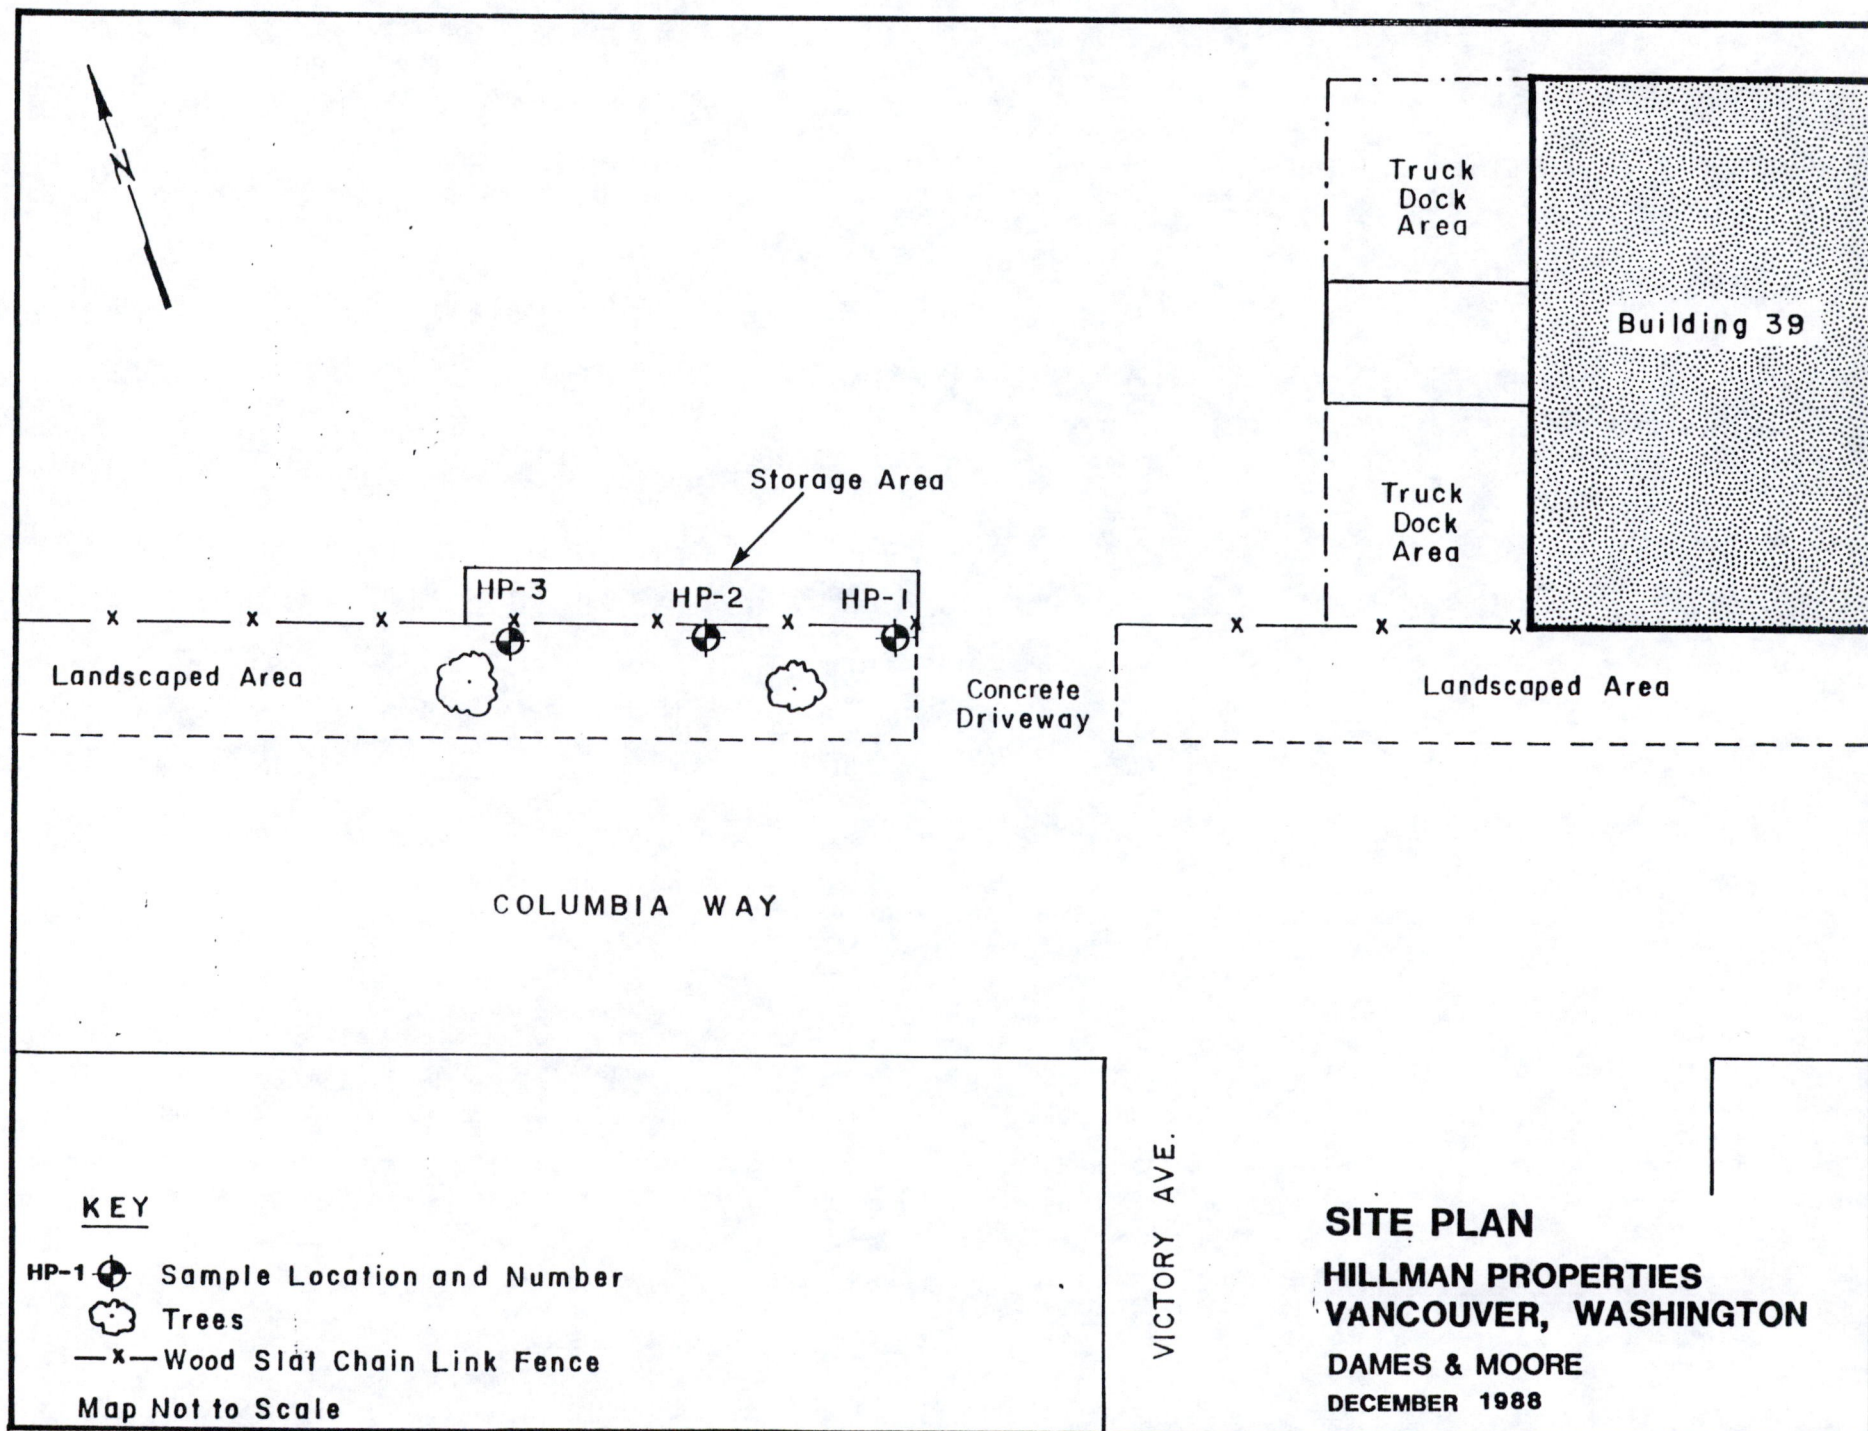 N
Truck
Dock
Area
Building 39
Storage Area
Truck
Dock
Area
HP-3
HP-2
HP-1
x x x x x x x x x x x
Landscaped Area
Concrete
Driveway
Landscaped Area
COLUMBIA WAY
VICTORY AVE.
KEY
HP-1 Sample Location and Number
Trees
—x— Wood Slat Chain Link Fence
Map Not to Scale
SITE PLAN
HILLMAN PROPERTIES
VANCOUVER, WASHINGTON
DAMES & MOORE
DECEMBER 1988